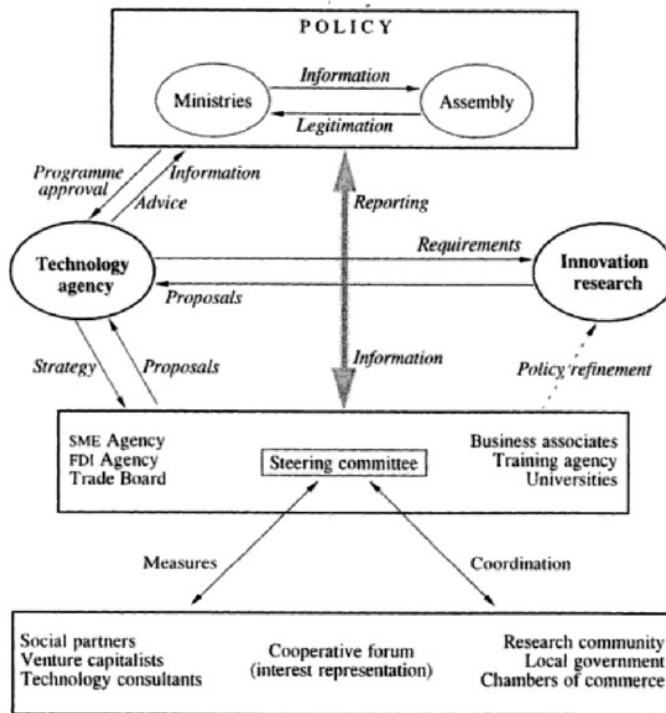 POLICY
Information
Ministries
Assembly
Legitimation
Programme
approval
Information
Advice
Reporting
Technology
agency
Requirements
Proposals
Innovation
research
Strategy
Proposals
Information
Policy refinement
SME Agency
FDI Agency
Trade Board
Steering committee
Business associates
Training agency
Universities
Measures
Coordination
Social partners
Venture capitalists
Technology consultants
Cooperative forum
(interest representation)
Research community
Local government
Chambers of commerce